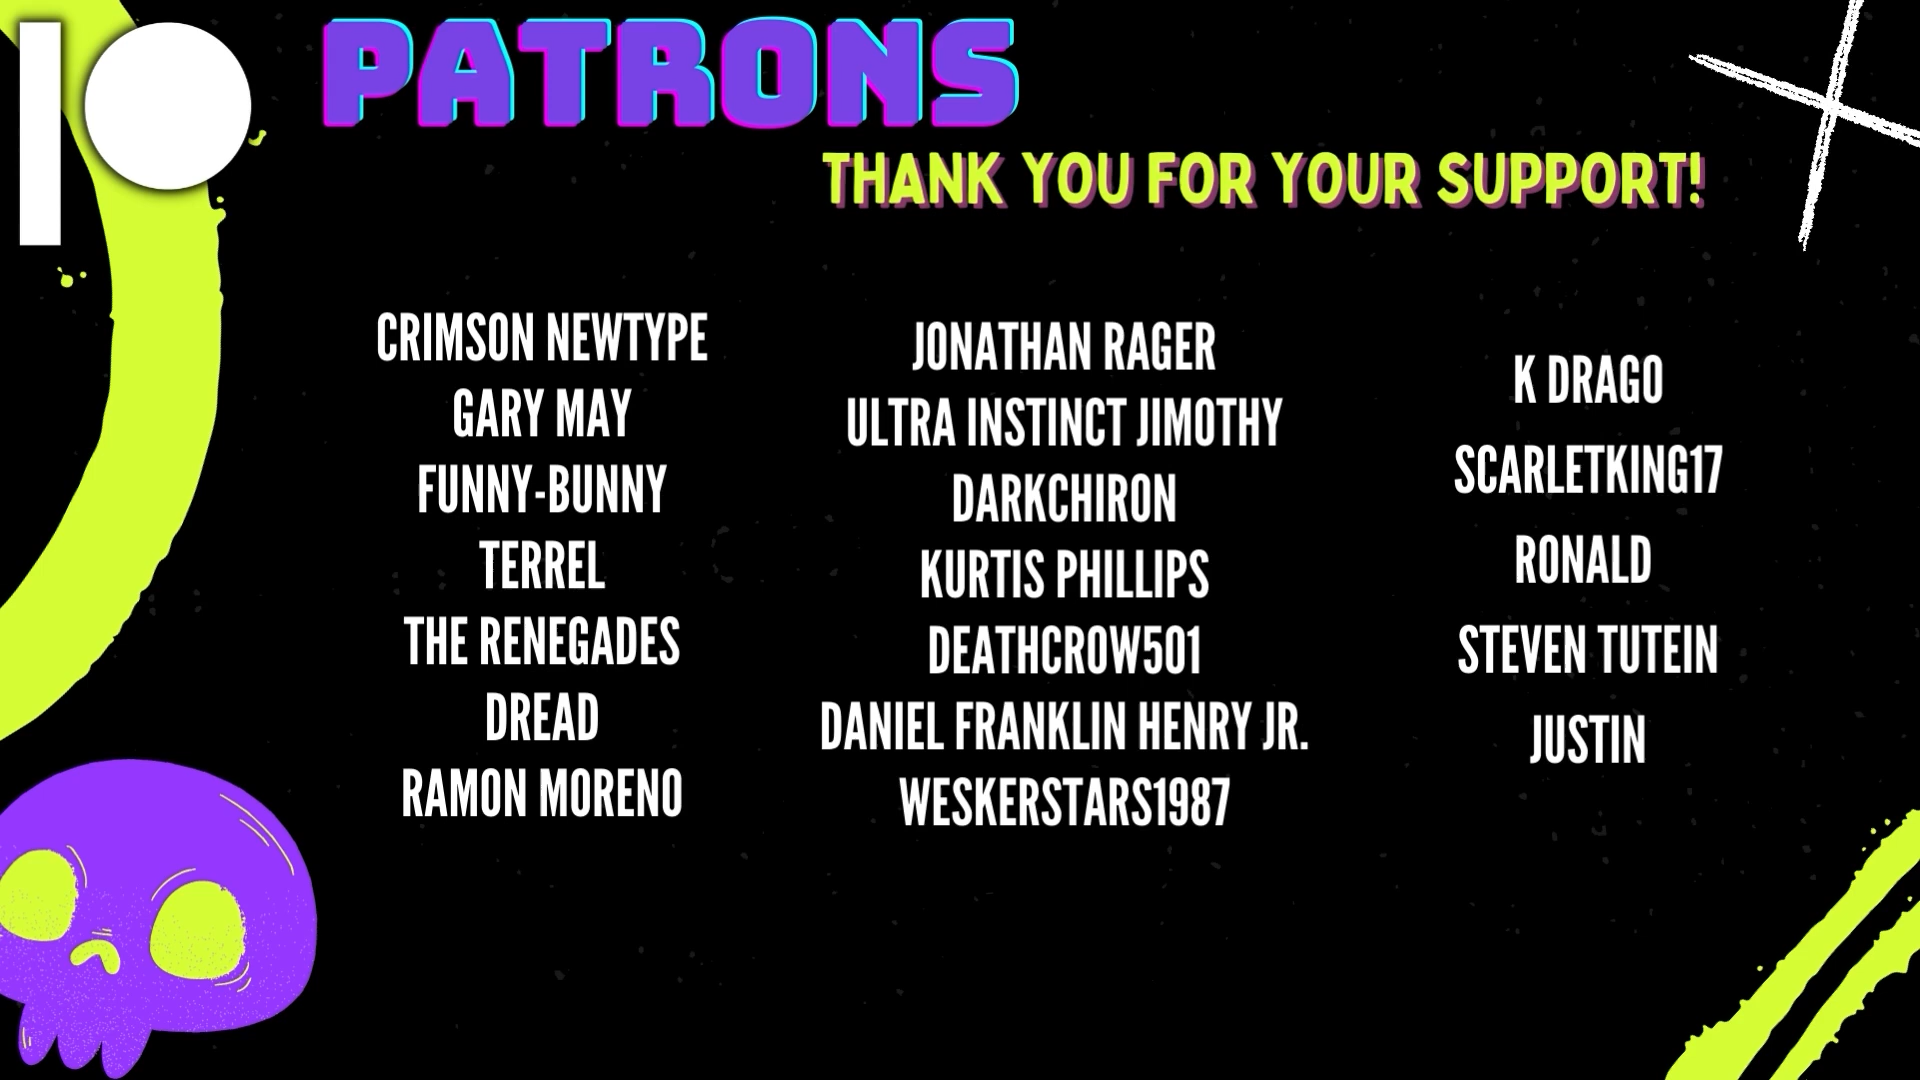 PATRONS
THANK YOU FOR YOUR SUPPORT!
CRIMSON NEWTYPE
GARY MAY
FUNNY-BUNNY
TERREL
THE RENEGADES
DREAD
RAMON MORENO
JONATHAN RAGER
ULTRA INSTINCT JIMOTHY
DARKCHIRON
KURTIS PHILLIPS
DEATHCROW501
DANIEL FRANKLIN HENRY JR.
WESKERSTARS1987
K DRAGO
SCARLETKING17
RONALD
STEVEN TUTEIN
JUSTIN